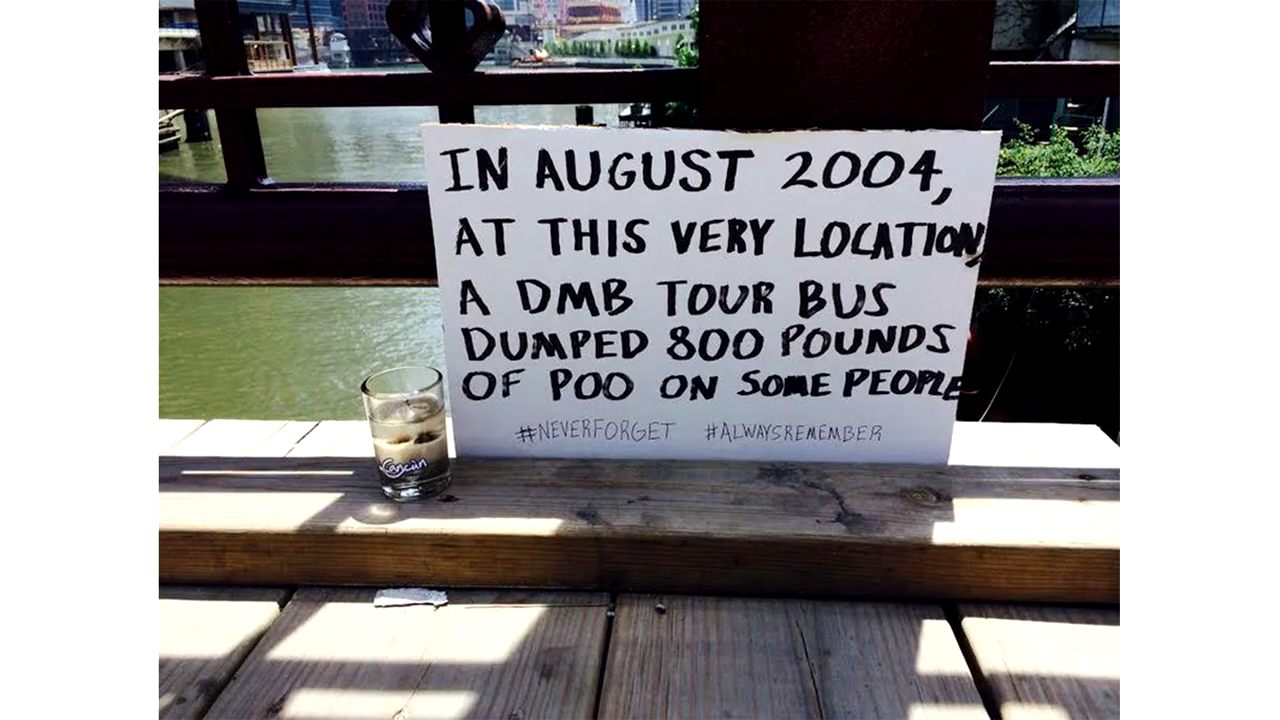 IN AUGUST 2004,
AT THIS VERY LOCATION,
A DMB TOUR BUS
DUMPED 800 POUNDS
OF POO ON SOME PEOPLE
#NEVERFORGET #ALWAYSREMEMBER
Cancún